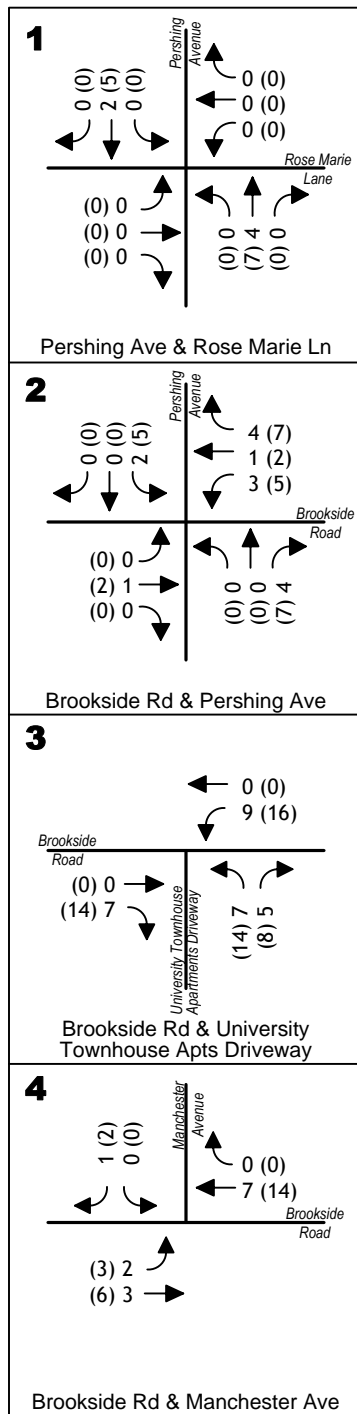 1
Pershing
Avenue
0 (0)
2 (5)
0 (0)
0 (0)
0 (0)
0 (0)
Rose Marie
Lane
(0) 0
(0) 0
(0) 0
(0) 0
(7) 4
(0) 0
Pershing Ave & Rose Marie Ln
2
Pershing
Avenue
0 (0)
0 (0)
2 (5)
4 (7)
1 (2)
3 (5)
Brookside
Road
(0) 0
(2) 1
(0) 0
(0) 0
(0) 0
(7) 4
Brookside Rd & Pershing Ave
3
0 (0)
9 (16)
Brookside
Road
(0) 0
(14) 7
University Townhouse
Apartments Driveway
(14) 7
(8) 5
Brookside Rd & University
Townhouse Apts Driveway
4
Manchester
Avenue
1 (2)
0 (0)
0 (0)
7 (14)
Brookside
Road
(3) 2
(6) 3
Brookside Rd & Manchester Ave